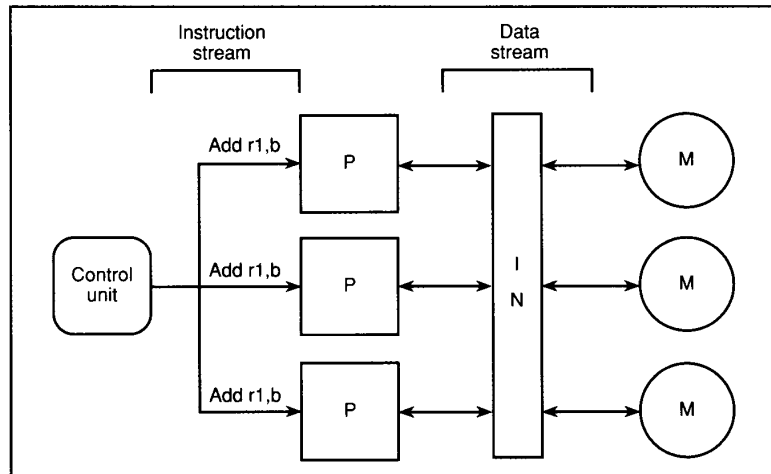 Instruction
stream
Data
stream
Add r1,b
P
M
Control
unit
Add r1,b
P
I
N
M
Add r1,b
P
M